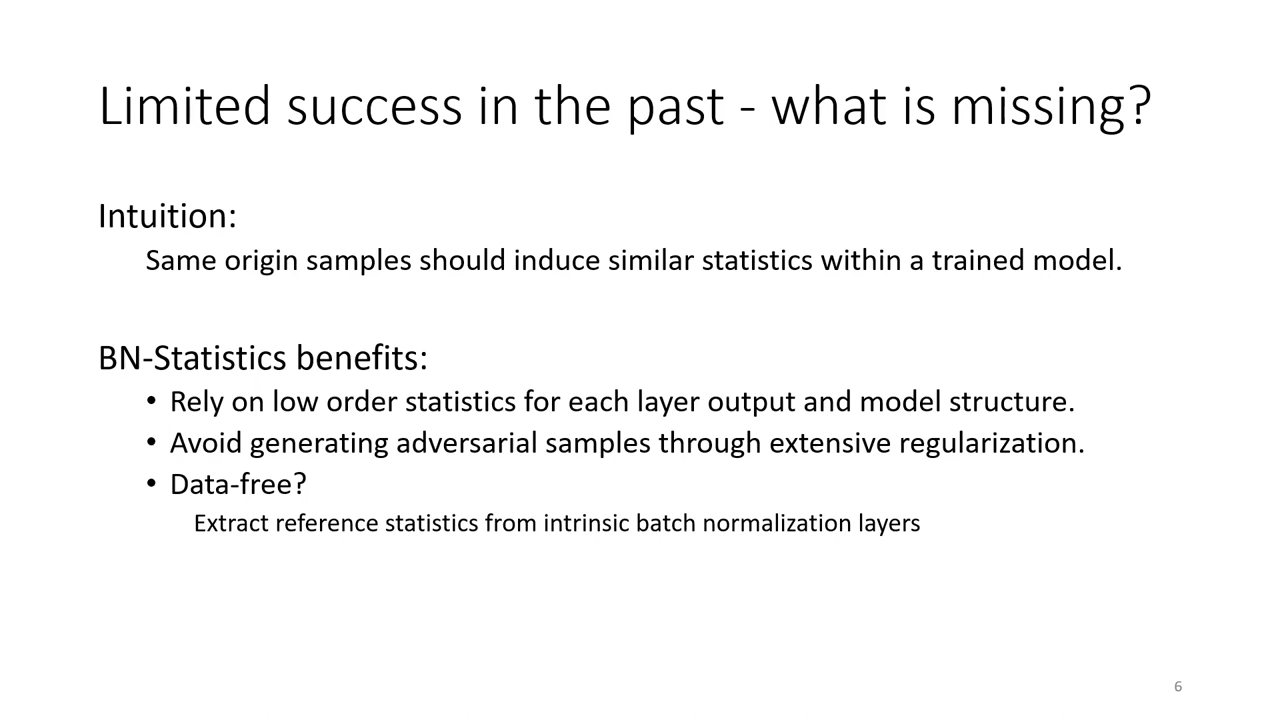 Limited success in the past - what is missing?
Intuition:
Same origin samples should induce similar statistics within a trained model.
BN-Statistics benefits:
• Rely on low order statistics for each layer output and model structure.
• Avoid generating adversarial samples through extensive regularization.
• Data-free?
Extract reference statistics from intrinsic batch normalization layers
6